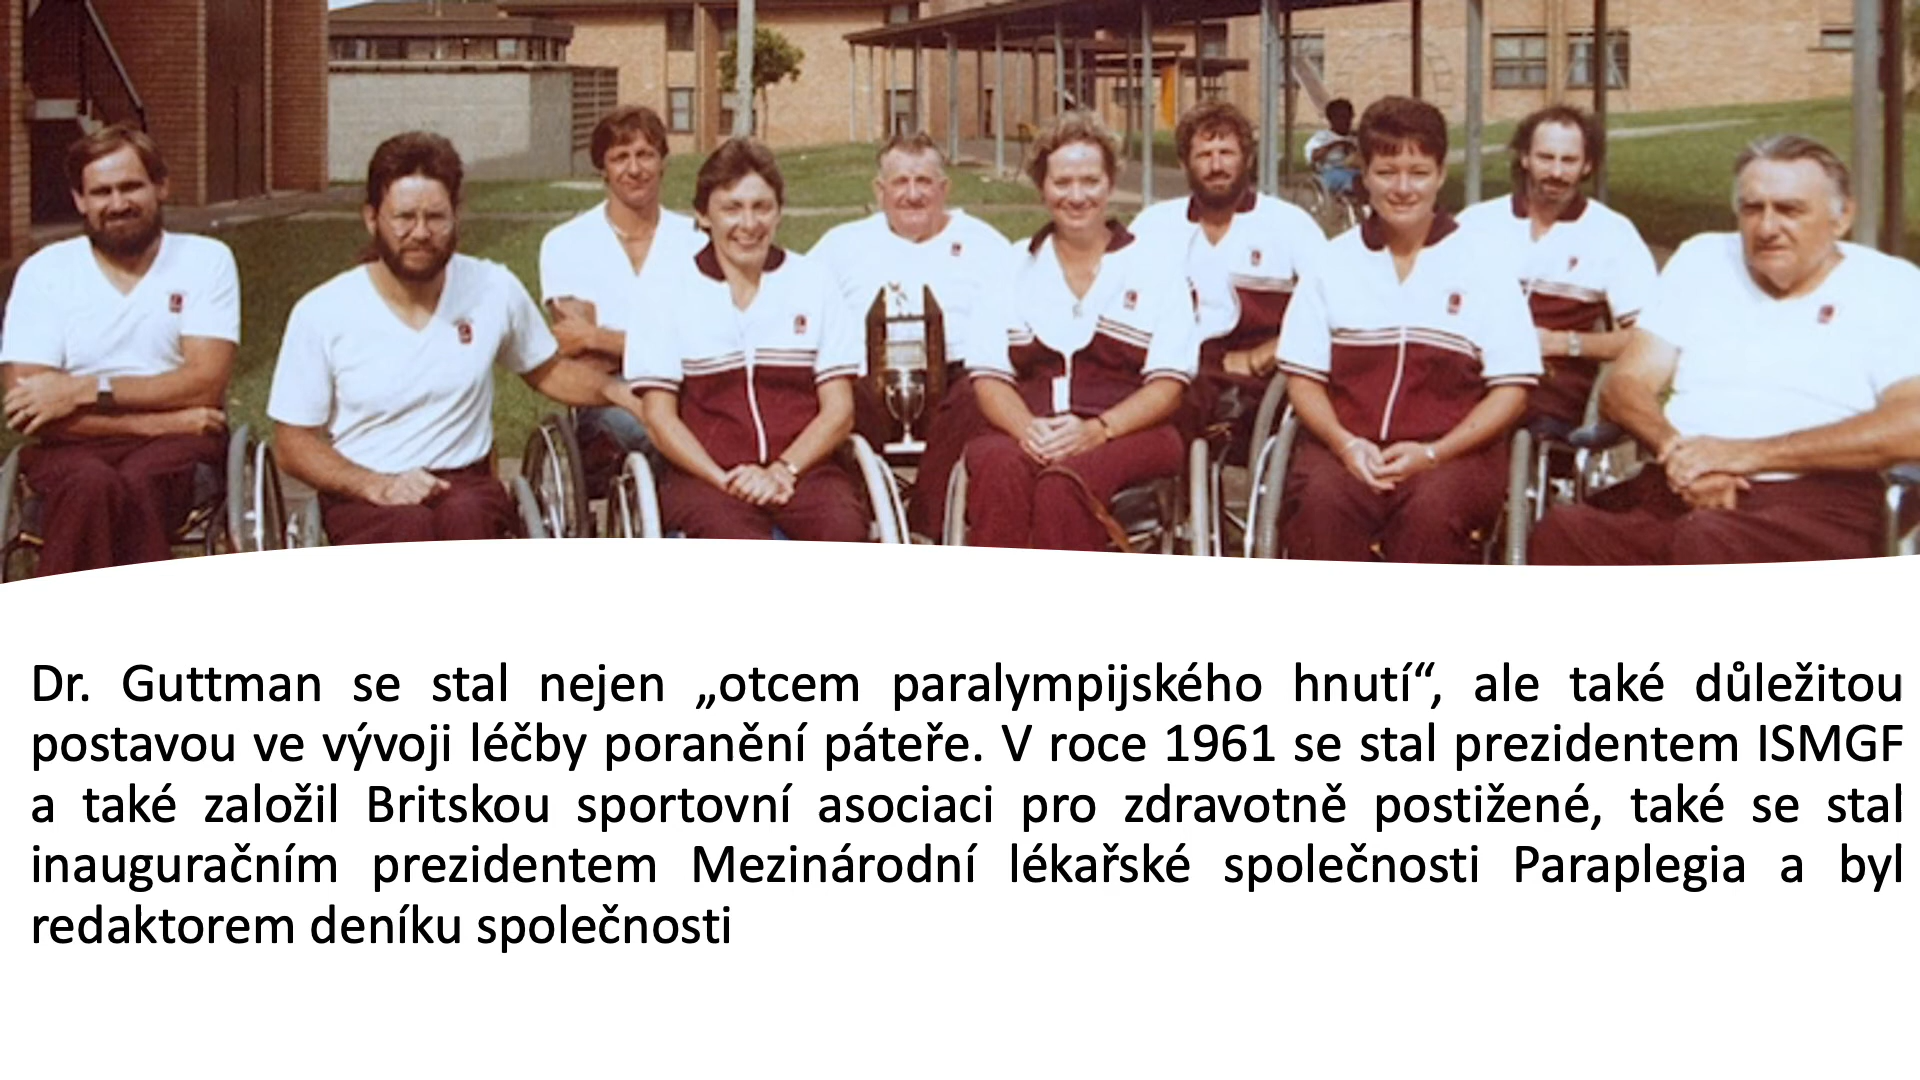 Dr. Guttman se stal nejen „otcem paralympijského hnutí“, ale také důležitou
postavou ve vývoji léčby poranění páteře. V roce 1961 se stal prezidentem ISMGF
a také založil Britskou sportovní asociaci pro zdravotně postižené, také se stal
inauguračním prezidentem Mezinárodní lékařské společnosti Paraplegia a byl
redaktorem deníku společnosti